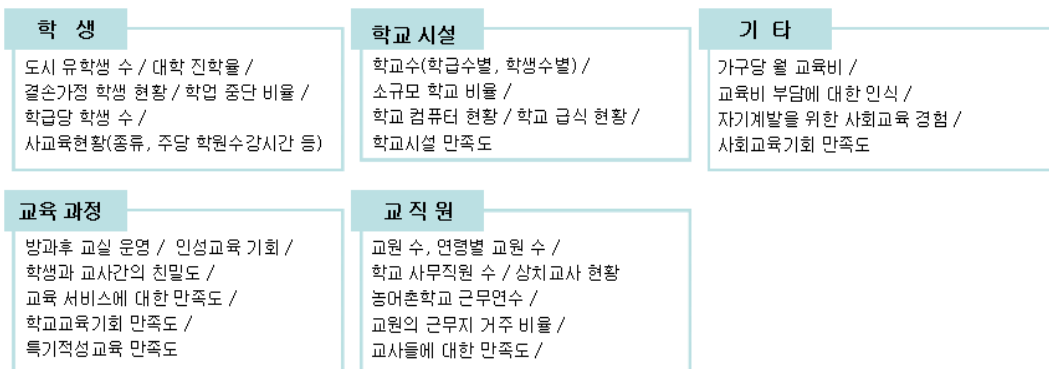 학 생
도시 유학생 수 / 대학 진학율 /
결손가정 학생 현황 / 학업 중단 비율 /
학급당 학생 수 /
사교육현황(종류, 주당 학원수강시간 등)
학교 시설
학교수(학급수별, 학생수별) /
소규모 학교 비율 /
학교 컴퓨터 현황 / 학교 급식 현황 /
학교시설 만족도
기 타
가구당 월 교육비 /
교육비 부담에 대한 인식 /
자기계발을 위한 사회교육 경험 /
사회교육기회 만족도
교육 과정
방과후 교실 운영 / 인성교육 기회 /
학생과 교사간의 친밀도 /
교육 서비스에 대한 만족도 /
학교교육기회 만족도 /
특기적성교육 만족도
교 직 원
교원 수, 연령별 교원 수 /
학교 사무직원 수 / 상치교사 현황
농어촌학교 근무연수 /
교원의 근무지 거주 비율 /
교사들에 대한 만족도 /